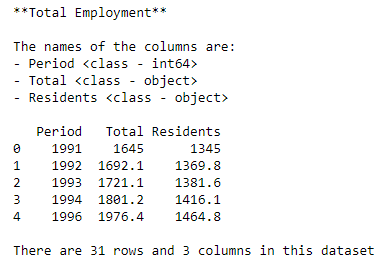 **Total Employment**
The names of the columns are:
- Period <class - int64>
- Total <class - object>
- Residents <class - object>
Period Total Residents
0 1991 1645 1345
1 1992 1692.1 1369.8
2 1993 1721.1 1381.6
3 1994 1801.2 1416.1
4 1996 1976.4 1464.8
There are 31 rows and 3 columns in this dataset